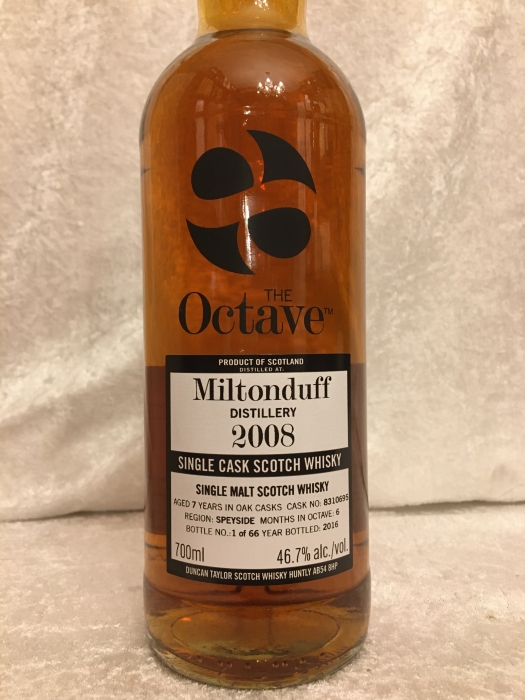 THE
Octave™
PRODUCT OF SCOTLAND
DISTILLED AT:
Miltonduff
DISTILLERY
2008
SINGLE CASK SCOTCH WHISKY
SINGLE MALT SCOTCH WHISKY
AGED 7 YEARS IN OAK CASKS CASK NO: 8310695
REGION: SPEYSIDE MONTHS IN OCTAVE: 6
BOTTLE NO.:1 of 66 YEAR BOTTLED: 2016
700ml 46.7% alc./vol.
DUNCAN TAYLOR SCOTCH WHISKY HUNTLY AB54 8HP